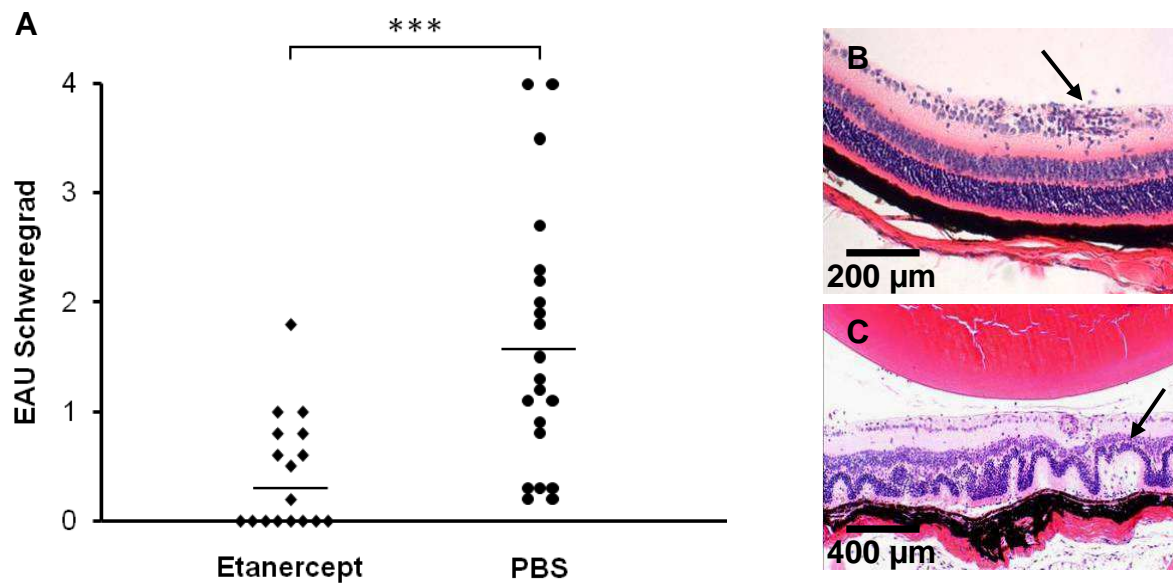 A
***
EAU Schweregrad
4
3
2
1
0
Etanercept
PBS
B
200 µm
C
400 µm